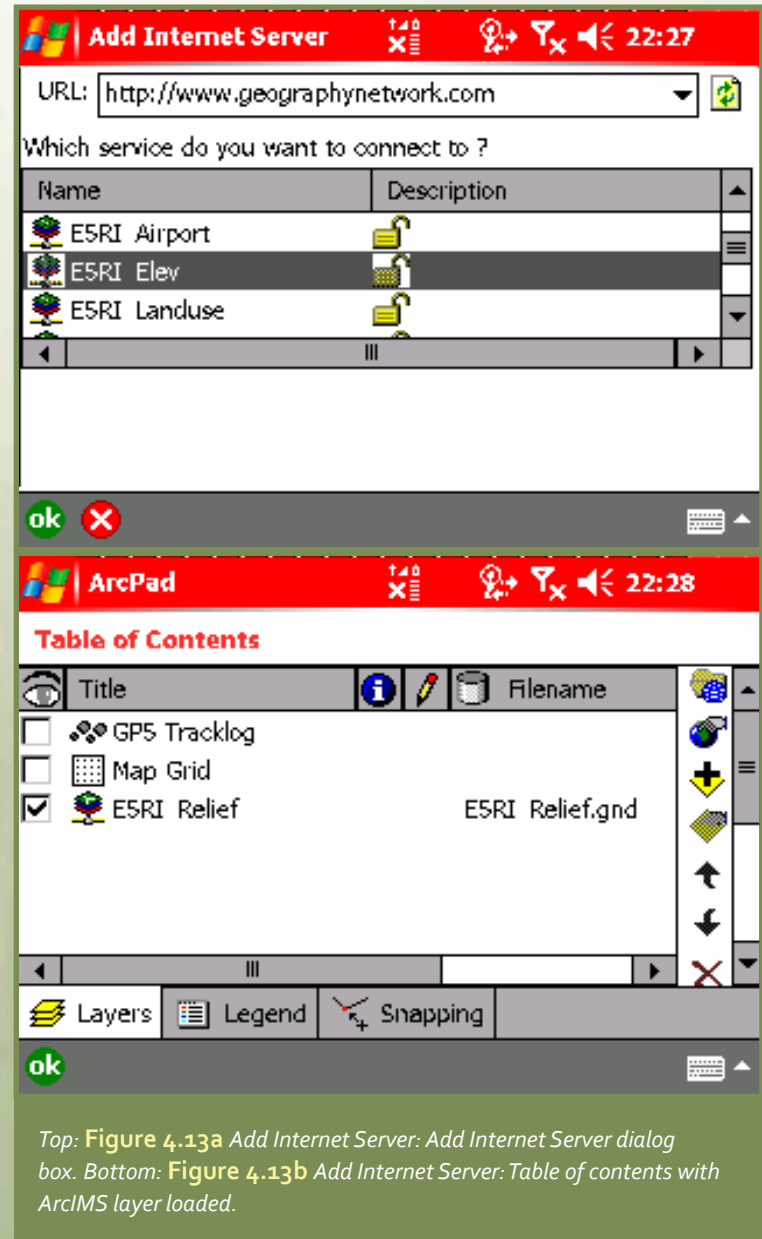 Add Internet Server 22:27
URL: http://www.geographynetwork.com
Which service do you want to connect to ?
Name Description
ESRI Airport
ESRI Elev
ESRI Landuse
ok
ArcPad 22:28
Table of Contents
Title Filename
GPS Tracklog
Map Grid
ESRI Relief ESRI Relief.gnd
Layers Legend Snapping
ok
Top: Figure 4.13a Add Internet Server: Add Internet Server dialog
box. Bottom: Figure 4.13b Add Internet Server: Table of contents with
ArcIMS layer loaded.